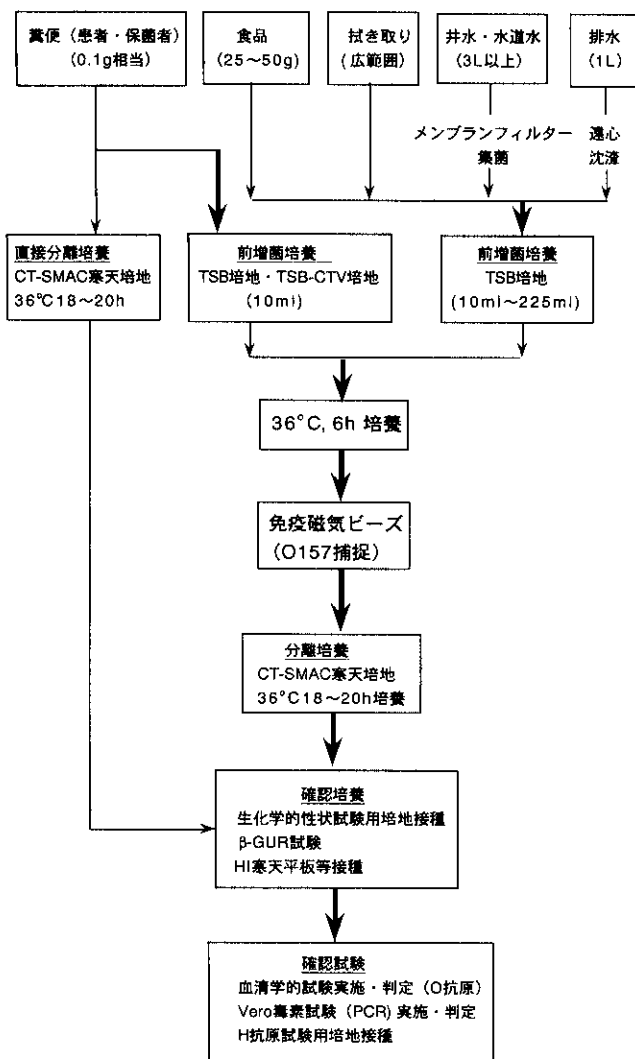 糞便（患者・保菌者）
（0.1g相当）
食品
（25～50g）
拭き取り
（広範囲）
井水・水道水
（3L以上）
排水
（1L）
メンブランフィルター
集菌
遠心
沈渣
直接分離培養
CT-SMAC寒天培地
36℃18～20h
前増菌培養
TSB培地・TSB-CTV培地
（10ml）
前増菌培養
TSB培地
（10ml～225ml）
36°C, 6h 培養
免疫磁気ビーズ
（O157捕捉）
分離培養
CT-SMAC寒天培地
36°C18～20h培養
確認培養
生化学的性状試験用培地接種
β-GUR試験
HI寒天平板等接種
確認試験
血清学的試験実施・判定（O抗原）
Vero毒素試験（PCR）実施・判定
H抗原試験用培地接種